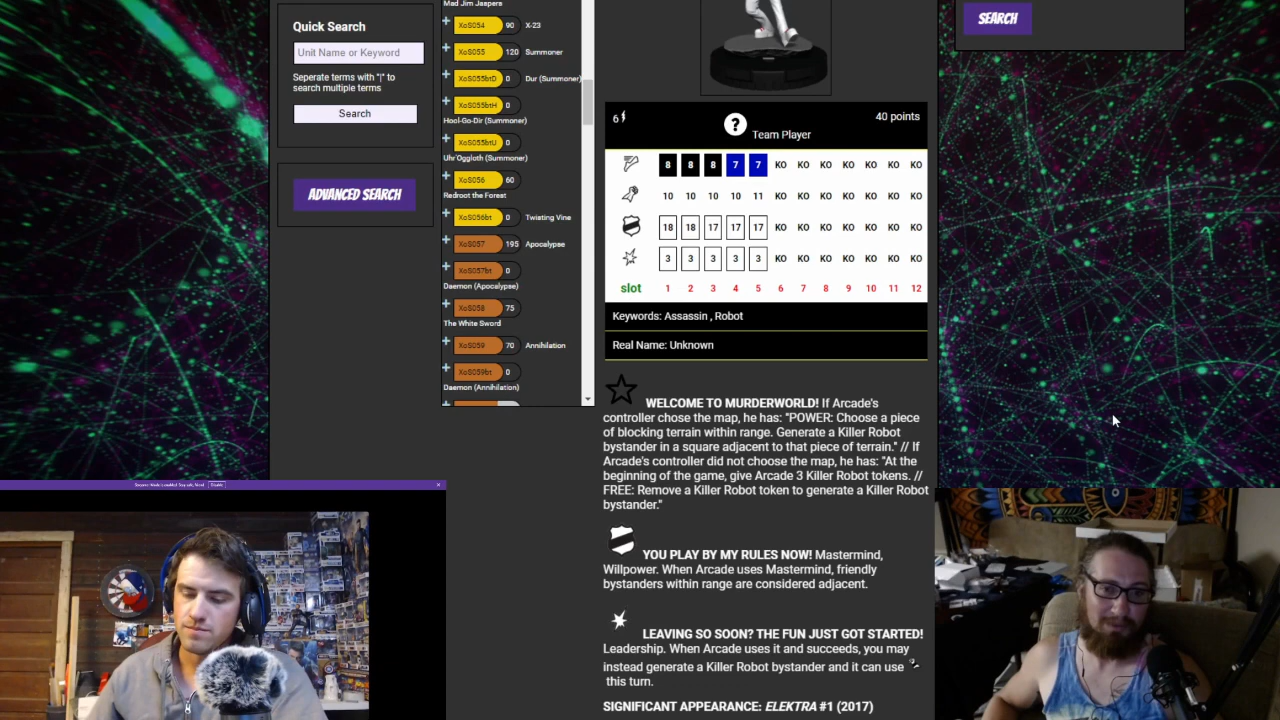 Quick Search
Unit Name or Keyword
Seperate terms with "|" to
search multiple terms
Search
ADVANCED SEARCH
Mad Jim Jaspers
XoS054 90 X-23
XoS055 120 Summoner
XoS055btD 0 Dur (Summoner)
XoS055btH 0
Hool-Go-Dir (Summoner)
XoS055btU 0
Uhr'Oggloth (Summoner)
XoS056 60
Redroot the Forest
XoS056bt 0 Twisting Vine
XoS057 195 Apocalypse
XoS057bt 0
Daemon (Apocalypse)
XoS058 75
The White Sword
XoS059 70 Annihilation
XoS059bt 0
Daemon (Annihilation)
6
? Team Player
40 points
8 8 8 7 7 KO KO KO KO KO KO KO
10 10 10 10 11 KO KO KO KO KO KO KO
18 18 17 17 17 KO KO KO KO KO KO KO
3 3 3 3 3 KO KO KO KO KO KO KO
slot 1 2 3 4 5 6 7 8 9 10 11 12
Keywords: Assassin , Robot
Real Name: Unknown
WELCOME TO MURDERWORLD! If Arcade's
controller chose the map, he has: "POWER: Choose a piece
of blocking terrain within range. Generate a Killer Robot
bystander in a square adjacent to that piece of terrain." // If
Arcade's controller did not choose the map, he has: "At the
beginning of the game, give Arcade 3 Killer Robot tokens. //
FREE: Remove a Killer Robot token to generate a Killer Robot
bystander."
YOU PLAY BY MY RULES NOW! Mastermind,
Willpower. When Arcade uses Mastermind, friendly
bystanders within range are considered adjacent.
LEAVING SO SOON? THE FUN JUST GOT STARTED!
Leadership. When Arcade uses it and succeeds, you may
instead generate a Killer Robot bystander and it can use
this turn.
SIGNIFICANT APPEARANCE: ELEKTRA #1 (2017)
SEARCH